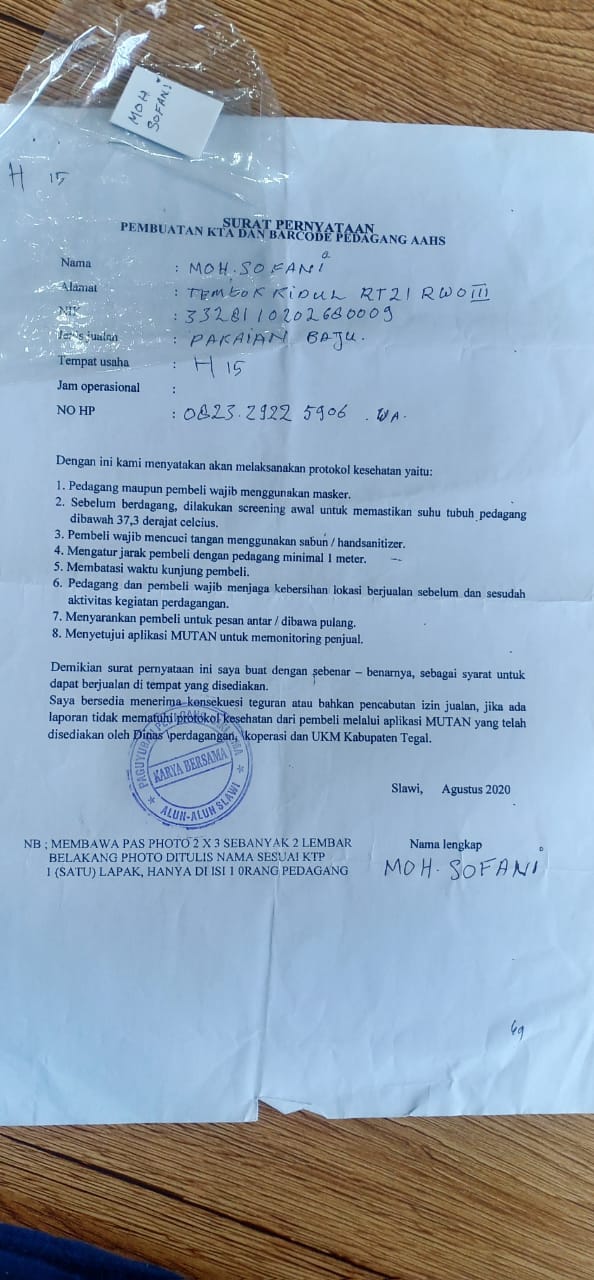 MOH
SOFANI
H 15
SURAT PERNYATAAN
PEMBUATAN KTA DAN BARCODE PEDAGANG AAHS
Nama : MOH. SOFANI
Alamat : TEMBOK KIDUL RT 21 RW 0 III
NIK : 3328110202680009
Jenis jualan : PAKAIAN BAJU.
Tempat usaha : H 15
Jam operasional :
NO HP : 0823.2922 5906 . WA.
Dengan ini kami menyatakan akan melaksanakan protokol kesehatan yaitu:
1. Pedagang maupun pembeli wajib menggunakan masker.
2. Sebelum berdagang, dilakukan screening awal untuk memastikan suhu tubuh pedagang
dibawah 37,3 derajat celcius.
3. Pembeli wajib mencuci tangan menggunakan sabun / handsanitizer.
4. Mengatur jarak pembeli dengan pedagang minimal 1 meter.
5. Membatasi waktu kunjung pembeli.
6. Pedagang dan pembeli wajib menjaga kebersihan lokasi berjualan sebelum dan sesudah
aktivitas kegiatan perdagangan.
7. Menyarankan pembeli untuk pesan antar / dibawa pulang.
8. Menyetujui aplikasi MUTAN untuk memonitoring penjual.
Demikian surat pernyataan ini saya buat dengan sebenar – benarnya, sebagai syarat untuk
dapat berjualan di tempat yang disediakan.
Saya bersedia menerima konsekuesi teguran atau bahkan pencabutan izin jualan, jika ada
laporan tidak mematuhi protokol kesehatan dari pembeli melalui aplikasi MUTAN yang telah
disediakan oleh Dinas perdagangan, koperasi dan UKM Kabupaten Tegal.
KARYA BERSAMA
ALUN-ALUN SLAWI
Slawi, Agustus 2020
NB ; MEMBAWA PAS PHOTO 2 X 3 SEBANYAK 2 LEMBAR
BELAKANG PHOTO DITULIS NAMA SESUAI KTP
1 (SATU) LAPAK, HANYA DI ISI 1 0RANG PEDAGANG
Nama lengkap
MOH. SOFANI